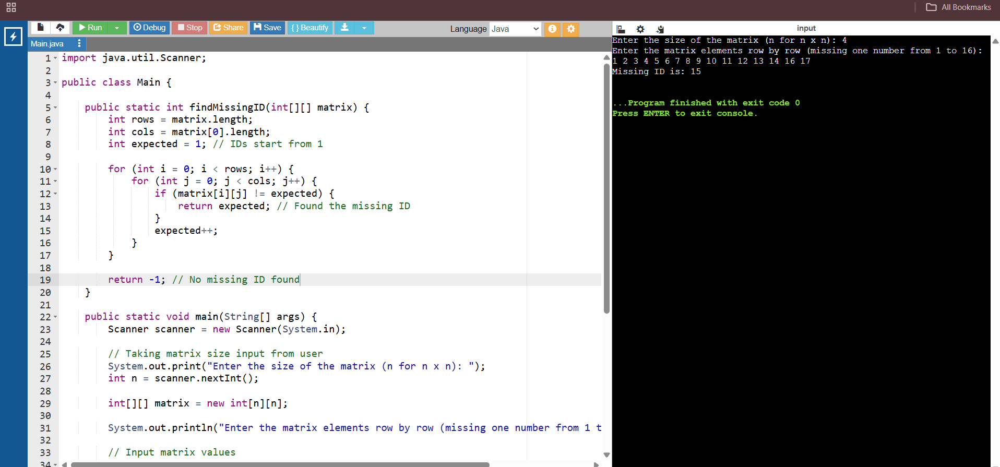 All Bookmarks
Run
Debug
Stop
Share
Save
{ } Beautify
Language Java
input
Main.java
1 import java.util.Scanner;
2
3 public class Main {
4
5     public static int findMissingID(int[][] matrix) {
6         int rows = matrix.length;
7         int cols = matrix[0].length;
8         int expected = 1; // IDs start from 1
9
10         for (int i = 0; i < rows; i++) {
11             for (int j = 0; j < cols; j++) {
12                 if (matrix[i][j] != expected) {
13                     return expected; // Found the missing ID
14                 }
15                 expected++;
16             }
17         }
18
19         return -1; // No missing ID found
20     }
21
22     public static void main(String[] args) {
23         Scanner scanner = new Scanner(System.in);
24
25         // Taking matrix size input from user
26         System.out.print("Enter the size of the matrix (n for n x n): ");
27         int n = scanner.nextInt();
28
29         int[][] matrix = new int[n][n];
30
31         System.out.println("Enter the matrix elements row by row (missing one number from 1 t
32
33         // Input matrix values
34
Enter the size of the matrix (n for n x n): 4
Enter the matrix elements row by row (missing one number from 1 to 16):
1 2 3 4 5 6 7 8 9 10 11 12 13 14 16 17
Missing ID is: 15
...Program finished with exit code 0
Press ENTER to exit console.